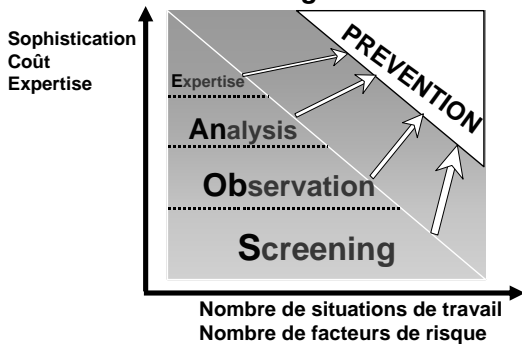 Sophistication
Coût
Expertise
PREVENTION
Expertise
Analysis
Observation
Screening
Nombre de situations de travail
Nombre de facteurs de risque